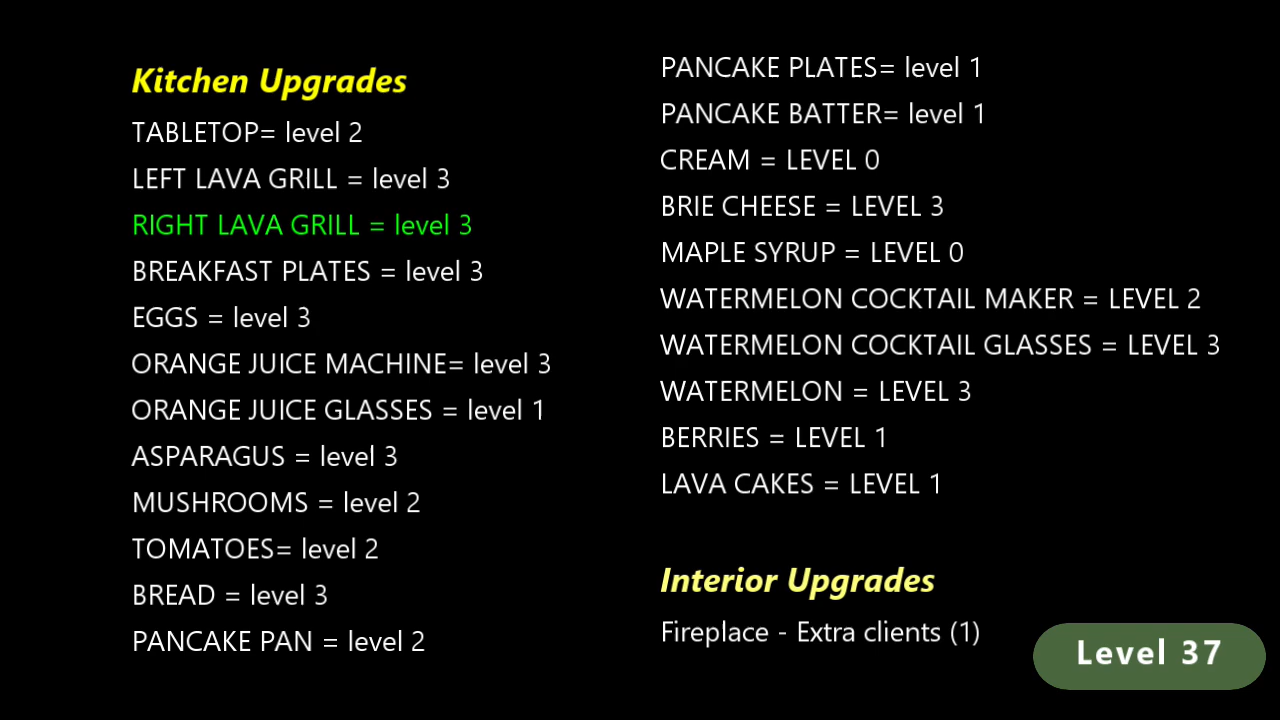 Kitchen Upgrades
TABLETOP= level 2
LEFT LAVA GRILL = level 3
RIGHT LAVA GRILL = level 3
BREAKFAST PLATES = level 3
EGGS = level 3
ORANGE JUICE MACHINE= level 3
ORANGE JUICE GLASSES = level 1
ASPARAGUS = level 3
MUSHROOMS = level 2
TOMATOES= level 2
BREAD = level 3
PANCAKE PAN = level 2
PANCAKE PLATES= level 1
PANCAKE BATTER= level 1
CREAM = LEVEL 0
BRIE CHEESE = LEVEL 3
MAPLE SYRUP = LEVEL 0
WATERMELON COCKTAIL MAKER = LEVEL 2
WATERMELON COCKTAIL GLASSES = LEVEL 3
WATERMELON = LEVEL 3
BERRIES = LEVEL 1
LAVA CAKES = LEVEL 1
Interior Upgrades
Fireplace - Extra clients (1)
Level 37